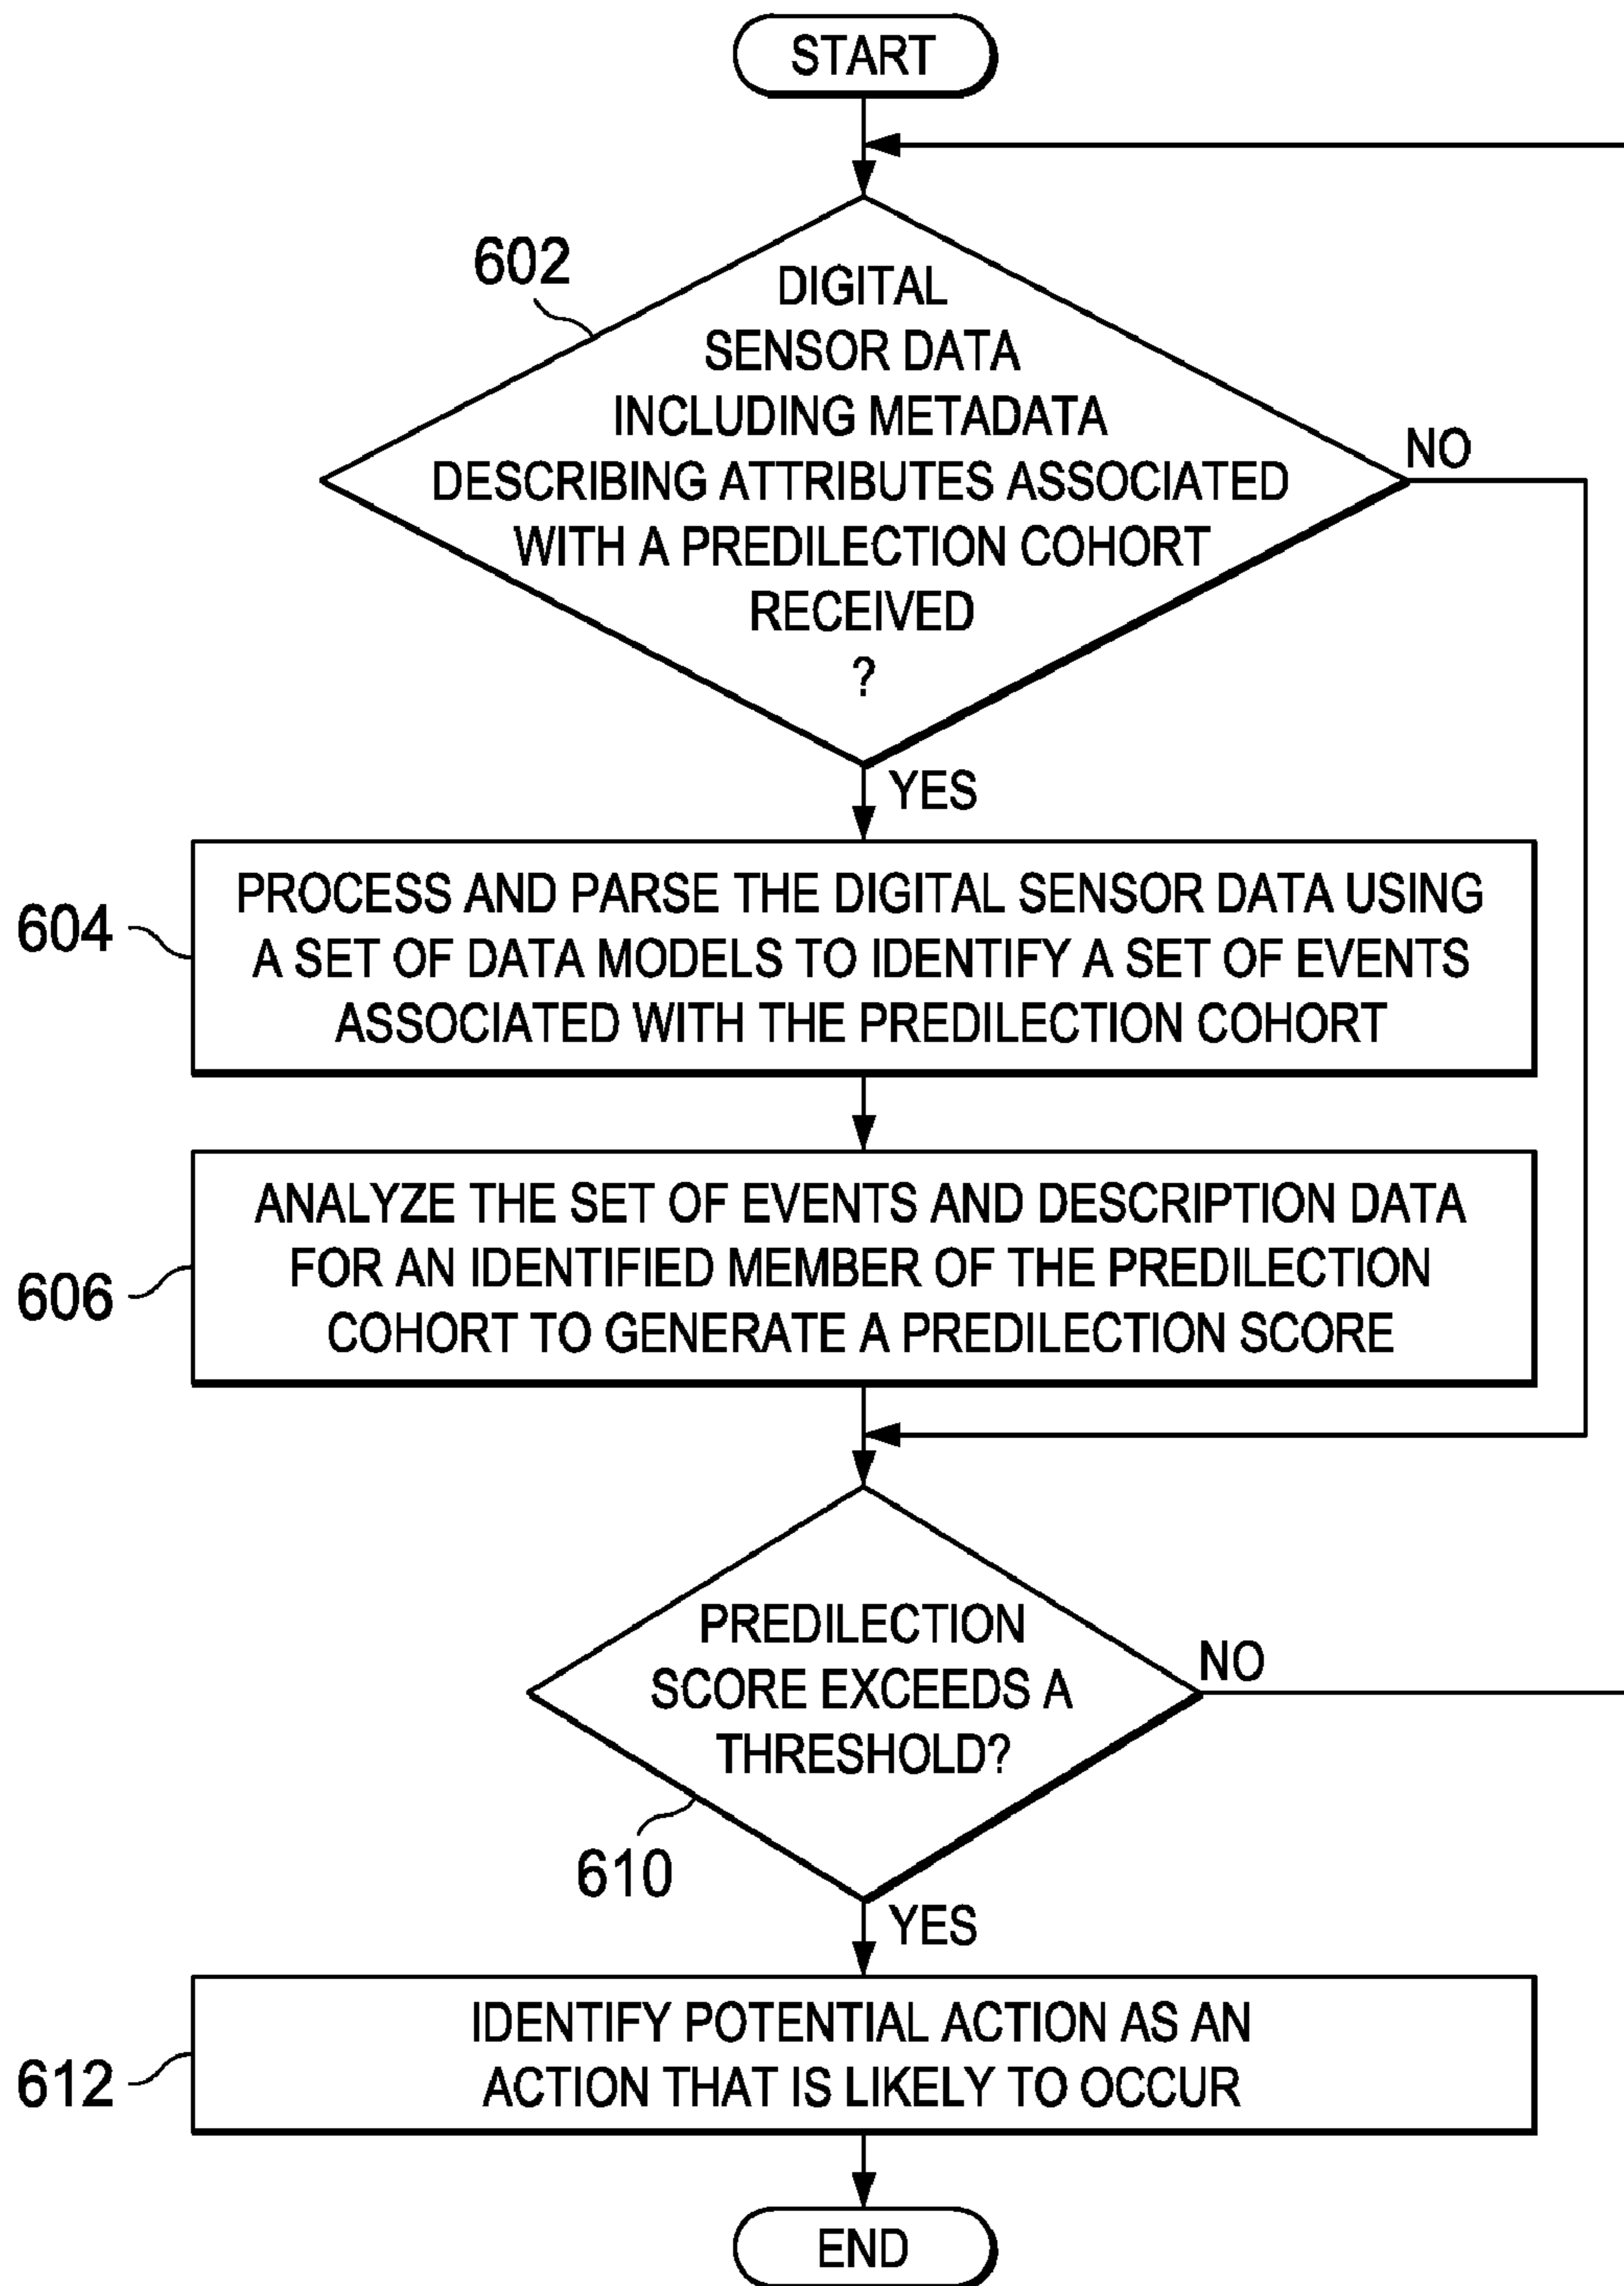 START
602
DIGITAL
SENSOR DATA
INCLUDING METADATA
DESCRIBING ATTRIBUTES ASSOCIATED
WITH A PREDILECTION COHORT
RECEIVED
?
NO
YES
604
PROCESS AND PARSE THE DIGITAL SENSOR DATA USING
A SET OF DATA MODELS TO IDENTIFY A SET OF EVENTS
ASSOCIATED WITH THE PREDILECTION COHORT
606
ANALYZE THE SET OF EVENTS AND DESCRIPTION DATA
FOR AN IDENTIFIED MEMBER OF THE PREDILECTION
COHORT TO GENERATE A PREDILECTION SCORE
PREDILECTION
SCORE EXCEEDS A
THRESHOLD?
NO
610
YES
612
IDENTIFY POTENTIAL ACTION AS AN
ACTION THAT IS LIKELY TO OCCUR
END